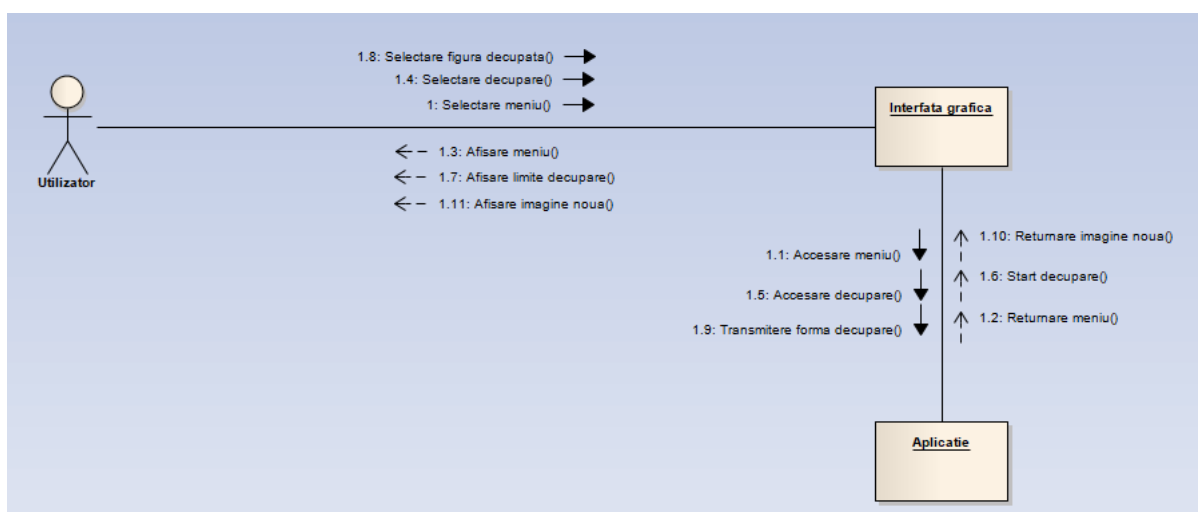 1.8: Selectare figura decupata()
1.4: Selectare decupare()
1: Selectare meniu()
Interfata grafica
Utilizator
1.3: Afisare meniu()
1.7: Afisare limite decupare()
1.11: Afisare imagine noua()
1.1: Accesare meniu()
1.5: Accesare decupare()
1.9: Transmitere forma decupare()
1.10: Returnare imagine noua()
1.6: Start decupare()
1.2: Returnare meniu()
Aplicatie